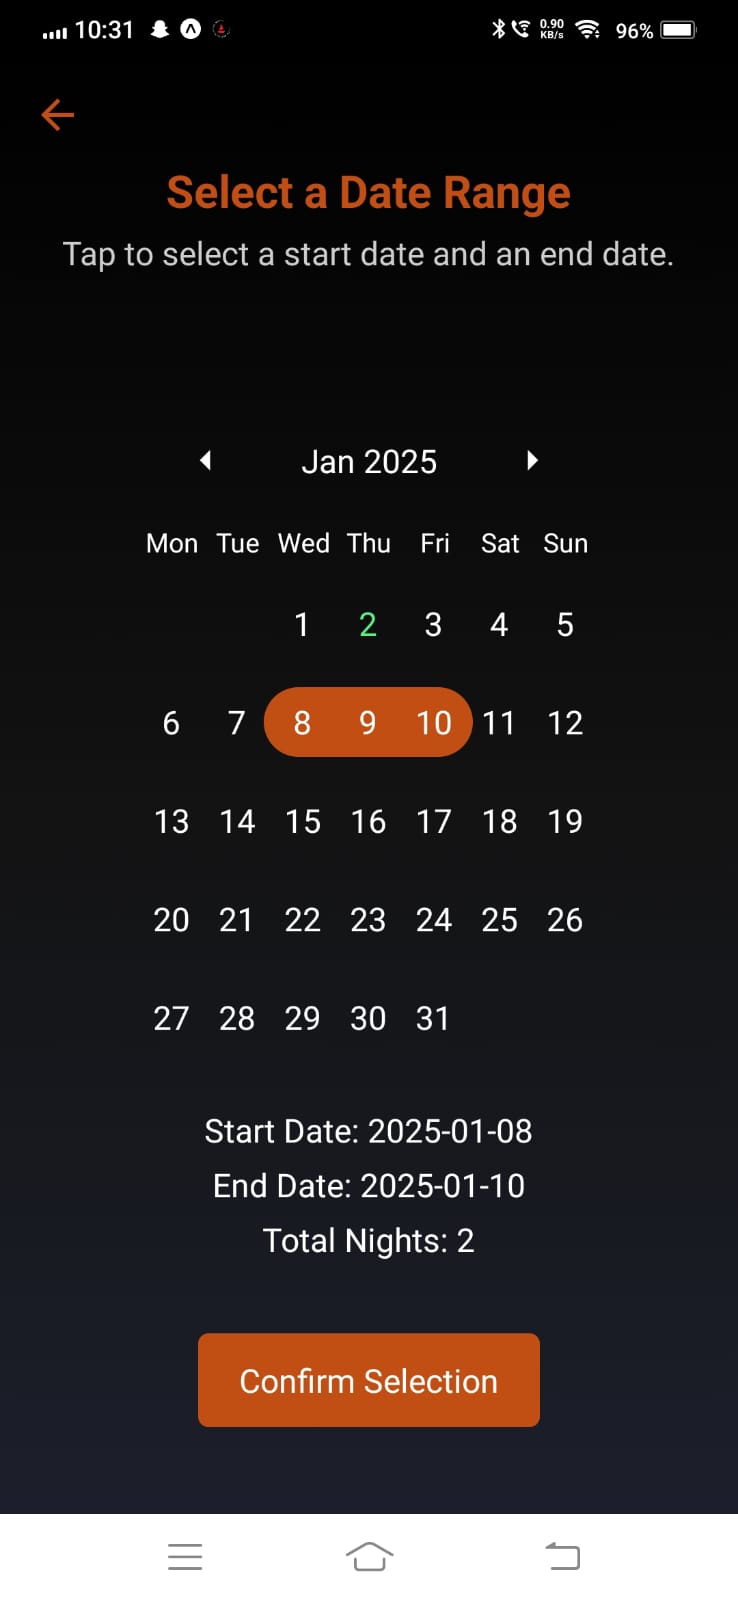 10:31 0.90 KB/s 96%
Select a Date Range
Tap to select a start date and an end date.
Jan 2025
Mon Tue Wed Thu Fri Sat Sun
1 2 3 4 5
6 7 8 9 10 11 12
13 14 15 16 17 18 19
20 21 22 23 24 25 26
27 28 29 30 31
Start Date: 2025-01-08
End Date: 2025-01-10
Total Nights: 2
Confirm Selection